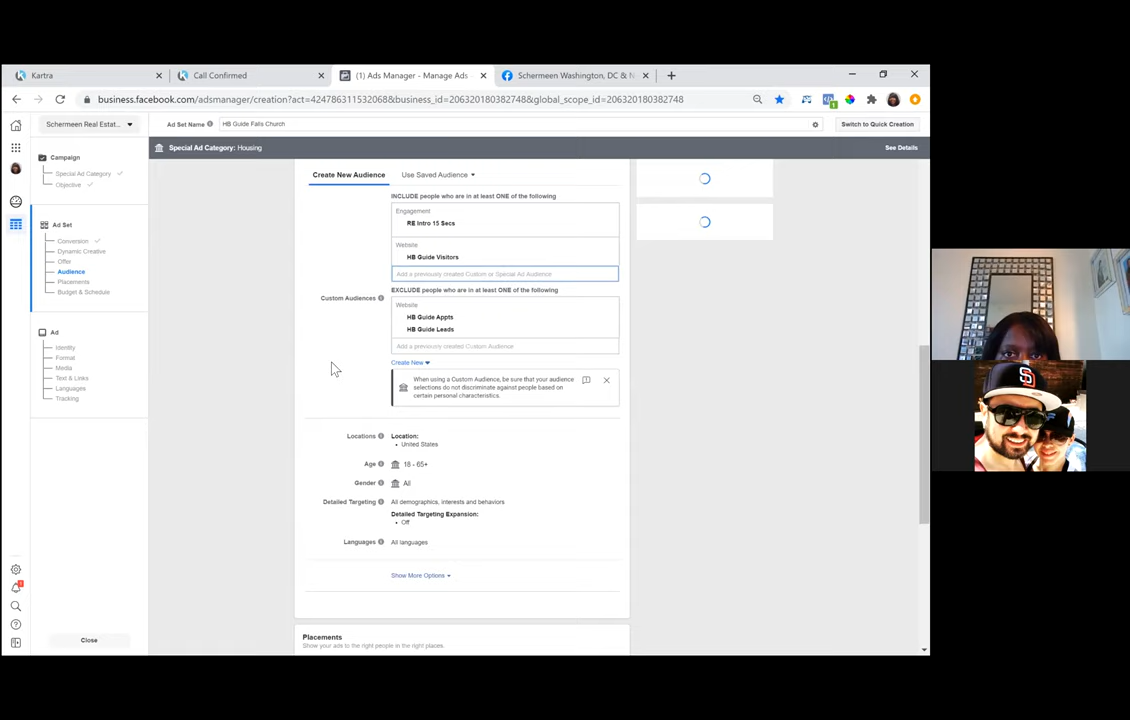 Kartra
Call Confirmed
(1) Ads Manager - Manage Ads
Schermeen Washington, DC & N
business.facebook.com/adsmanager/creation?act=424786311532068&business_id=206320180382748&global_scope_id=206320180382748
Schermeen Real Estat...
Ad Set Name
HB Guide Falls Church
Switch to Quick Creation
Special Ad Category: Housing
See Details
Campaign
Special Ad Category
Objective
Ad Set
Conversion
Dynamic Creative
Offer
Audience
Placements
Budget & Schedule
Ad
Identity
Format
Media
Text & Links
Languages
Tracking
Close
Create New Audience
Use Saved Audience
INCLUDE people who are in at least ONE of the following
Engagement
RE Intro 15 Secs
Website
HB Guide Visitors
Add a previously created Custom or Special Ad Audience
EXCLUDE people who are in at least ONE of the following
Custom Audiences
Website
HB Guide Appts
HB Guide Leads
Add a previously created Custom Audience
Create New
When using a Custom Audience, be sure that your audience
selections do not discriminate against people based on
certain personal characteristics.
Locations
Location:
• United States
Age
18 - 65+
Gender
All
Detailed Targeting
All demographics, interests and behaviors
Detailed Targeting Expansion:
• Off
Languages
All languages
Show More Options
Placements
Show your ads to the right people in the right places.